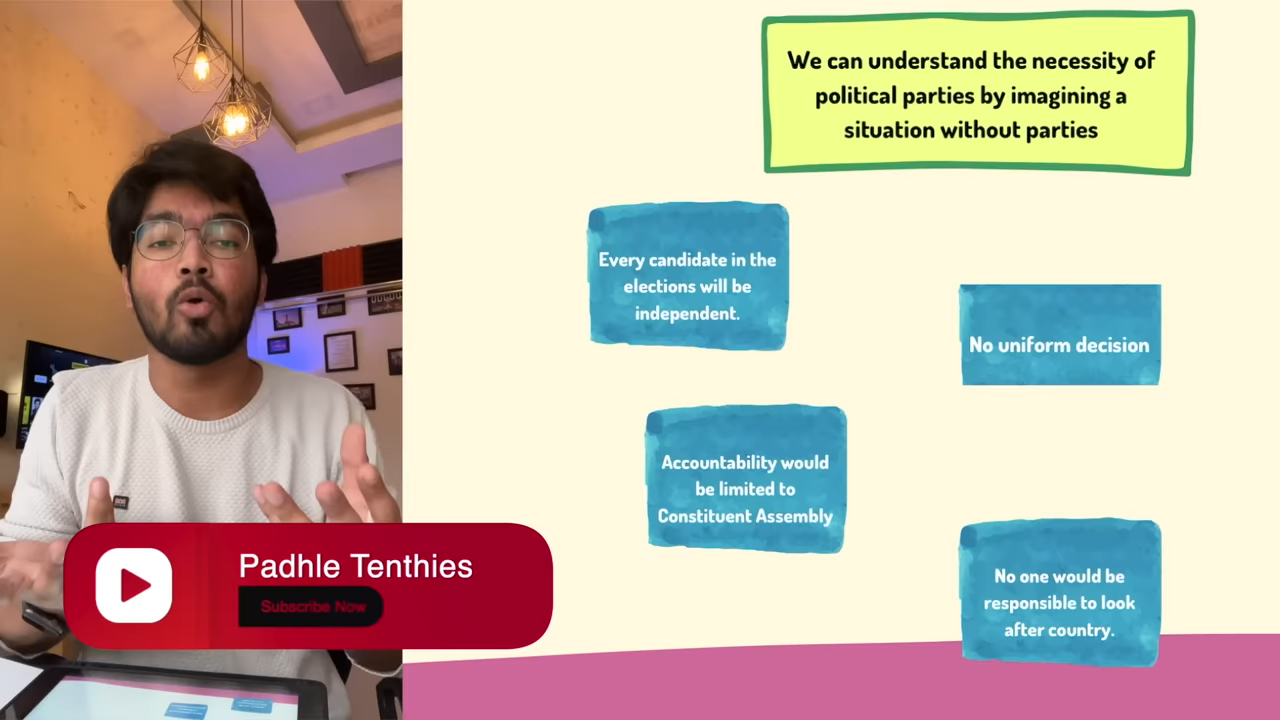 We can understand the necessity of
political parties by imagining a
situation without parties
Every candidate in the
elections will be
independent.
No uniform decision
Accountability would
be limited to
Constituent Assembly
No one would be
responsible to look
after country.
Padhle Tenthies
Subscribe Now